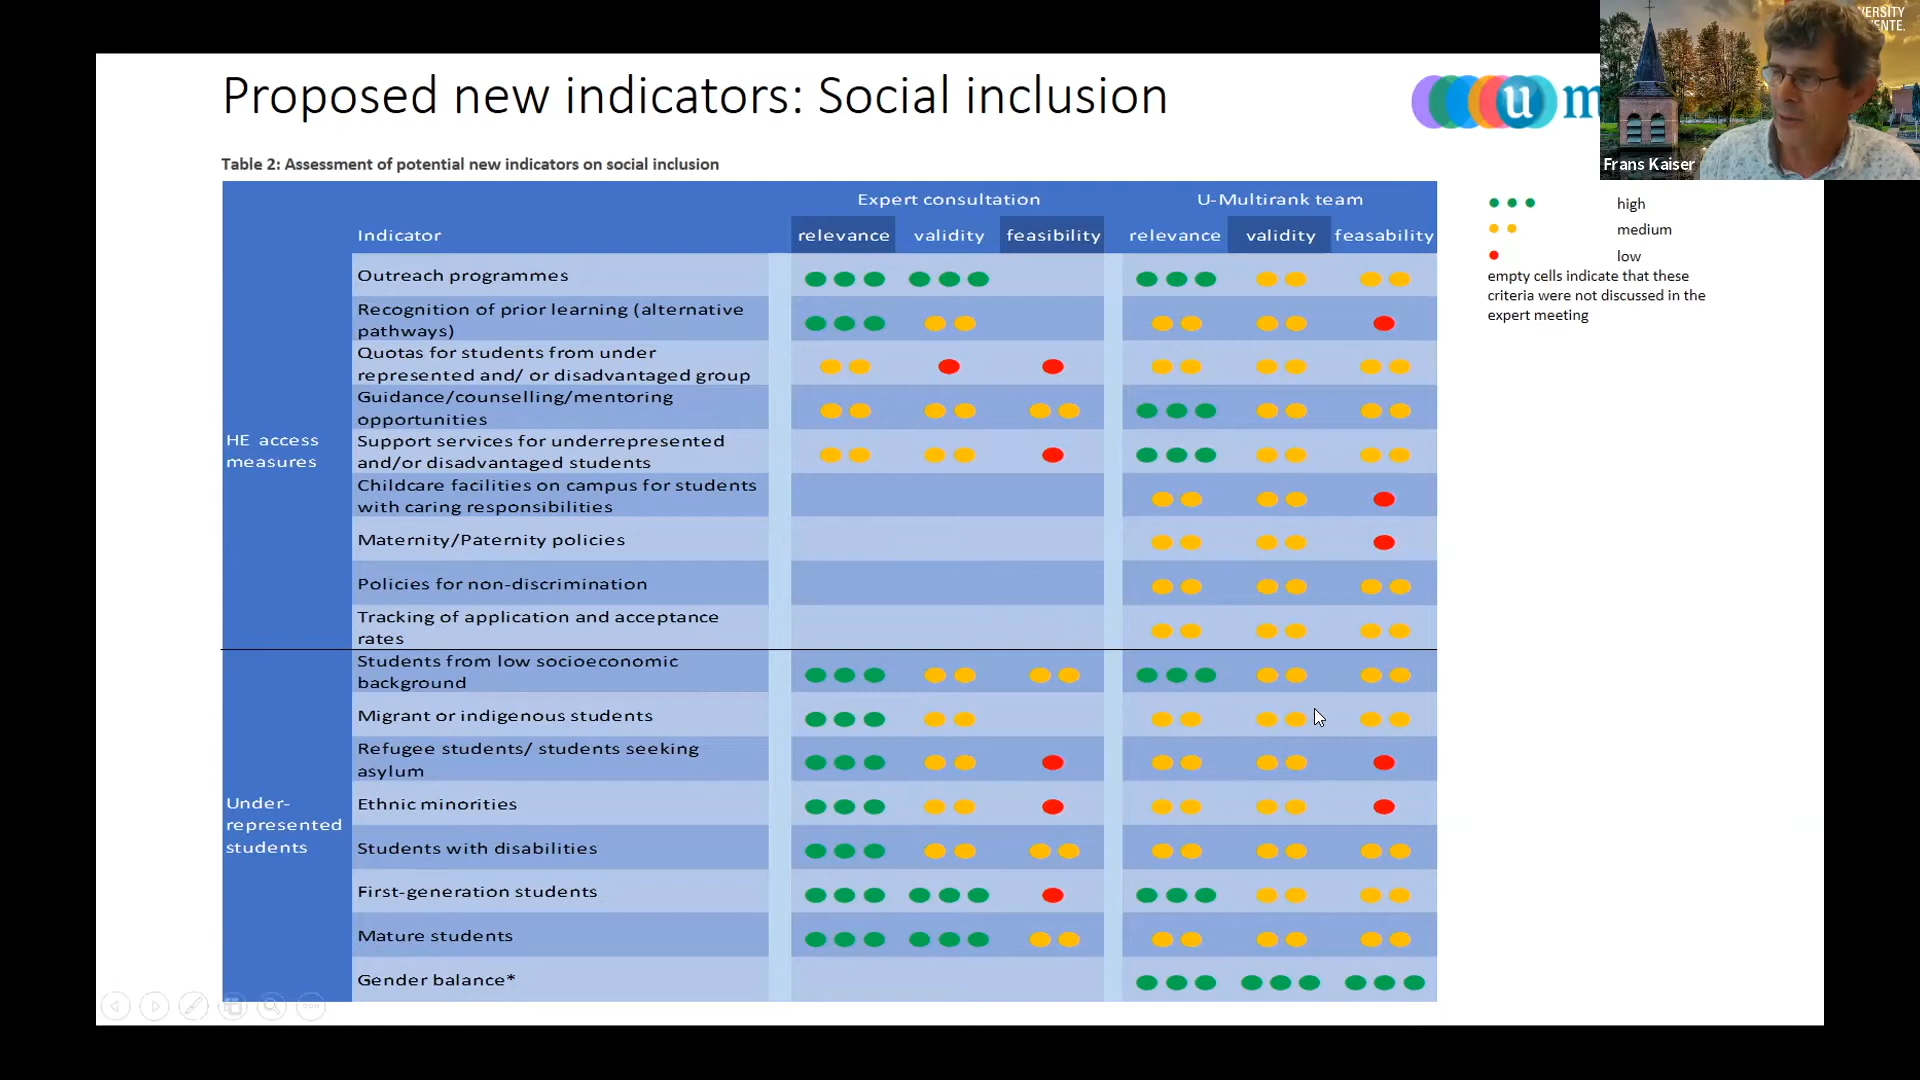 Proposed new indicators: Social inclusion
u m
VERSITY
Frans Kaiser
Table 2: Assessment of potential new indicators on social inclusion
Expert consultation
U-Multirank team
Indicator
relevance
validity
feasibility
relevance
validity
feasability
high
medium
low
empty cells indicate that these
criteria were not discussed in the
expert meeting
HE access
measures
Outreach programmes
Recognition of prior learning (alternative
pathways)
Quotas for students from under
represented and/ or disadvantaged group
Guidance/counselling/mentoring
opportunities
Support services for underrepresented
and/or disadvantaged students
Childcare facilities on campus for students
with caring responsibilities
Maternity/Paternity policies
Policies for non-discrimination
Tracking of application and acceptance
rates
Under-
represented
students
Students from low socioeconomic
background
Migrant or indigenous students
Refugee students/ students seeking
asylum
Ethnic minorities
Students with disabilities
First-generation students
Mature students
Gender balance*